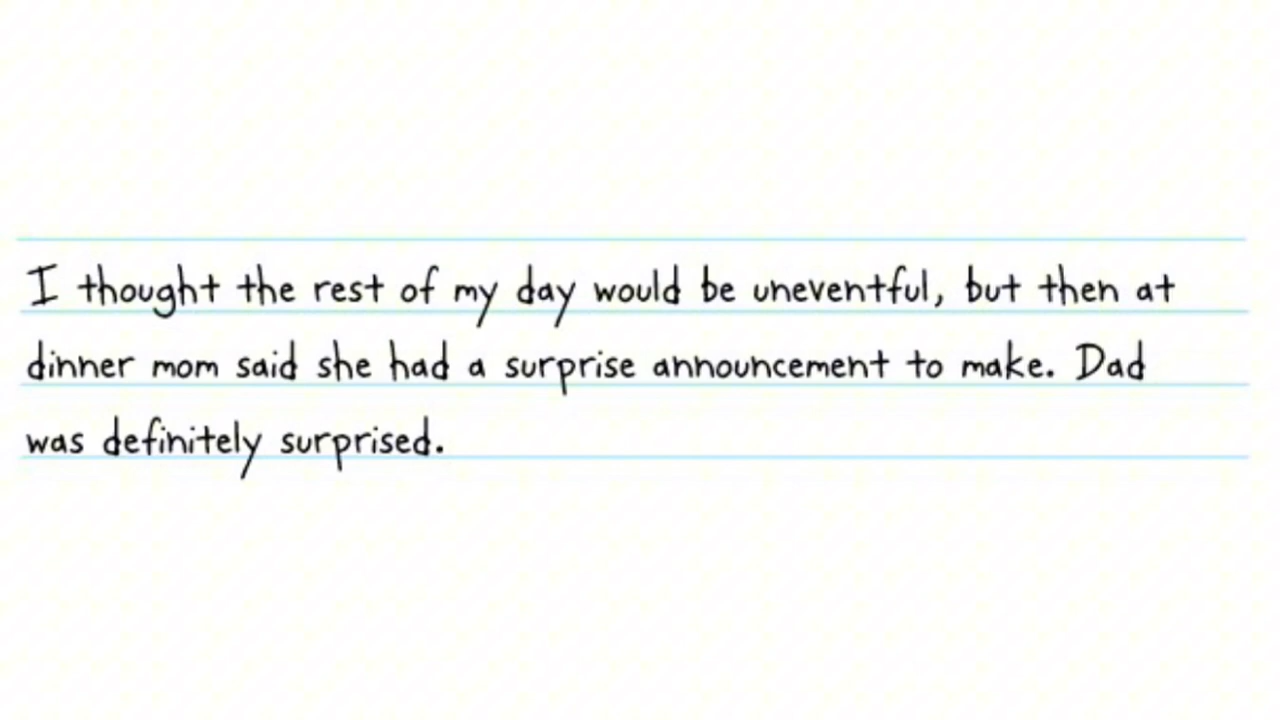 I thought the rest of my day would be uneventful, but then at
dinner mom said she had a surprise announcement to make. Dad
was definitely surprised.